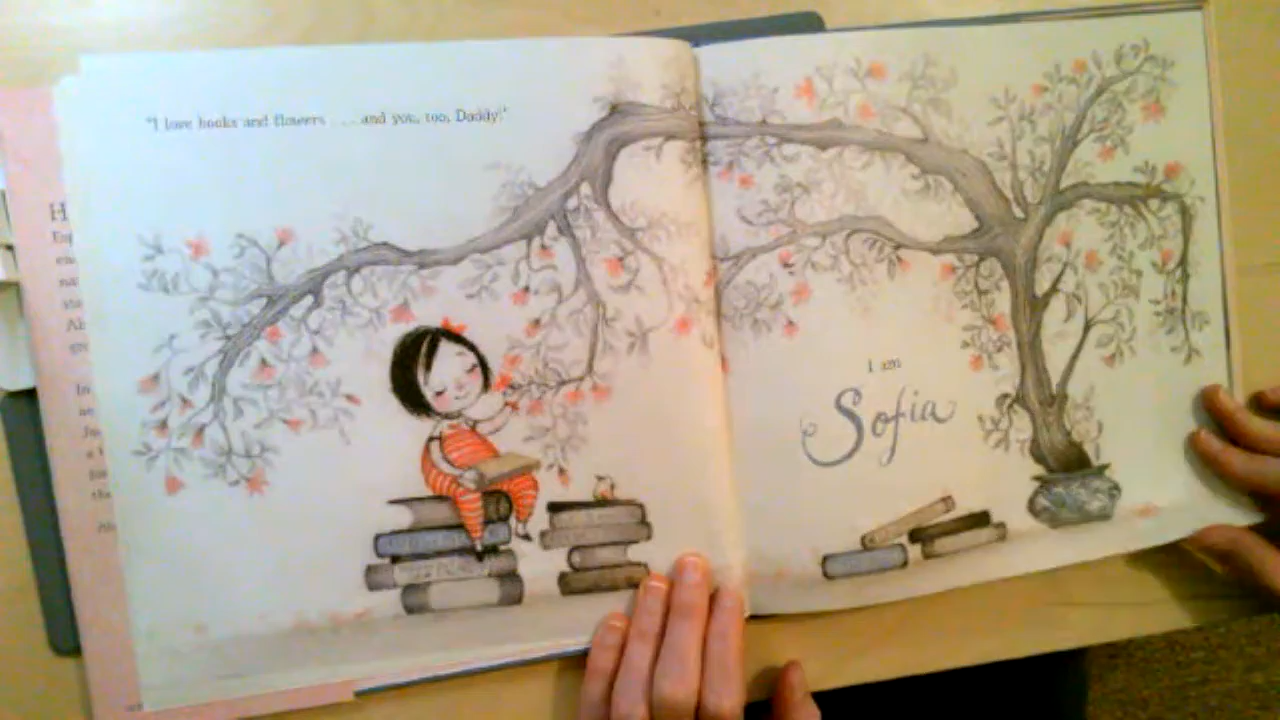 "I love books and flowers . . . and you, too, Daddy."
I am
Sofia